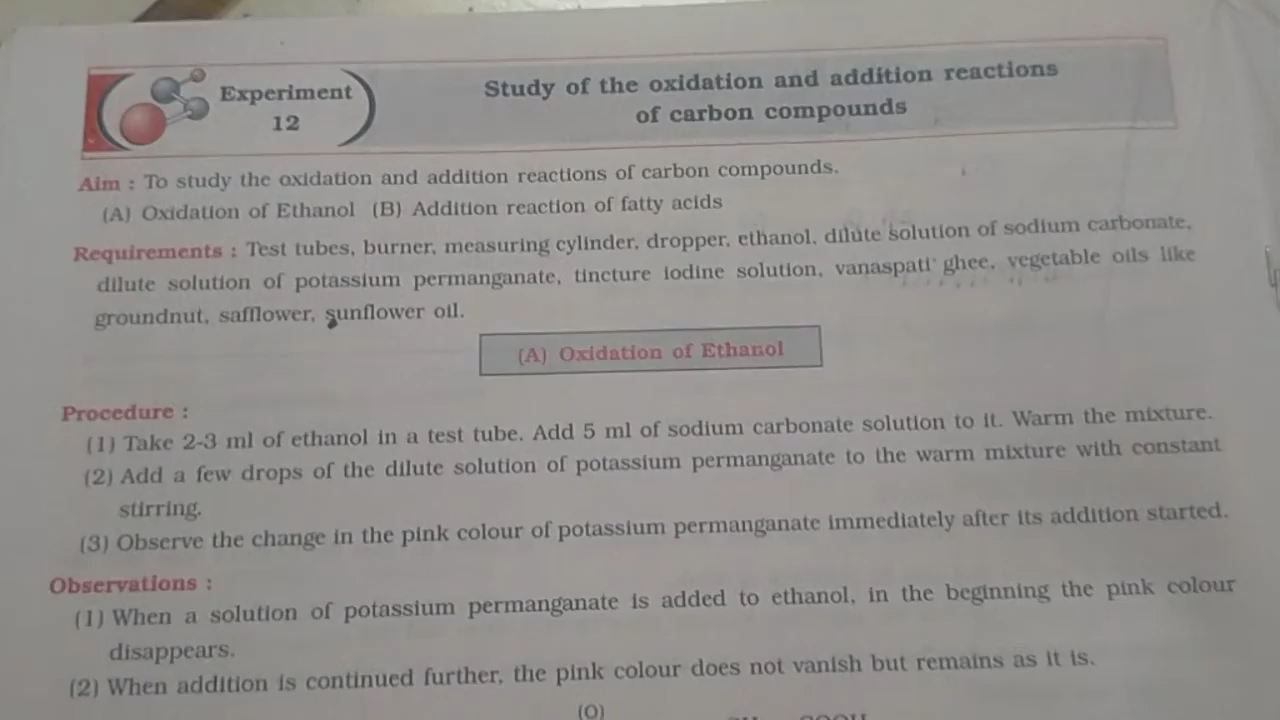 Experiment
12
Study of the oxidation and addition reactions
of carbon compounds
Aim : To study the oxidation and addition reactions of carbon compounds.
(A) Oxidation of Ethanol (B) Addition reaction of fatty acids
Requirements : Test tubes, burner, measuring cylinder, dropper, ethanol, dilute solution of sodium carbonate,
dilute solution of potassium permanganate, tincture iodine solution, vanaspati ghee, vegetable oils like
groundnut, safflower, sunflower oil.
(A) Oxidation of Ethanol
Procedure :
(1) Take 2-3 ml of ethanol in a test tube. Add 5 ml of sodium carbonate solution to it. Warm the mixture.
(2) Add a few drops of the dilute solution of potassium permanganate to the warm mixture with constant
stirring.
(3) Observe the change in the pink colour of potassium permanganate immediately after its addition started.
Observations :
(1) When a solution of potassium permanganate is added to ethanol, in the beginning the pink colour
disappears.
(2) When addition is continued further, the pink colour does not vanish but remains as it is.
(O)